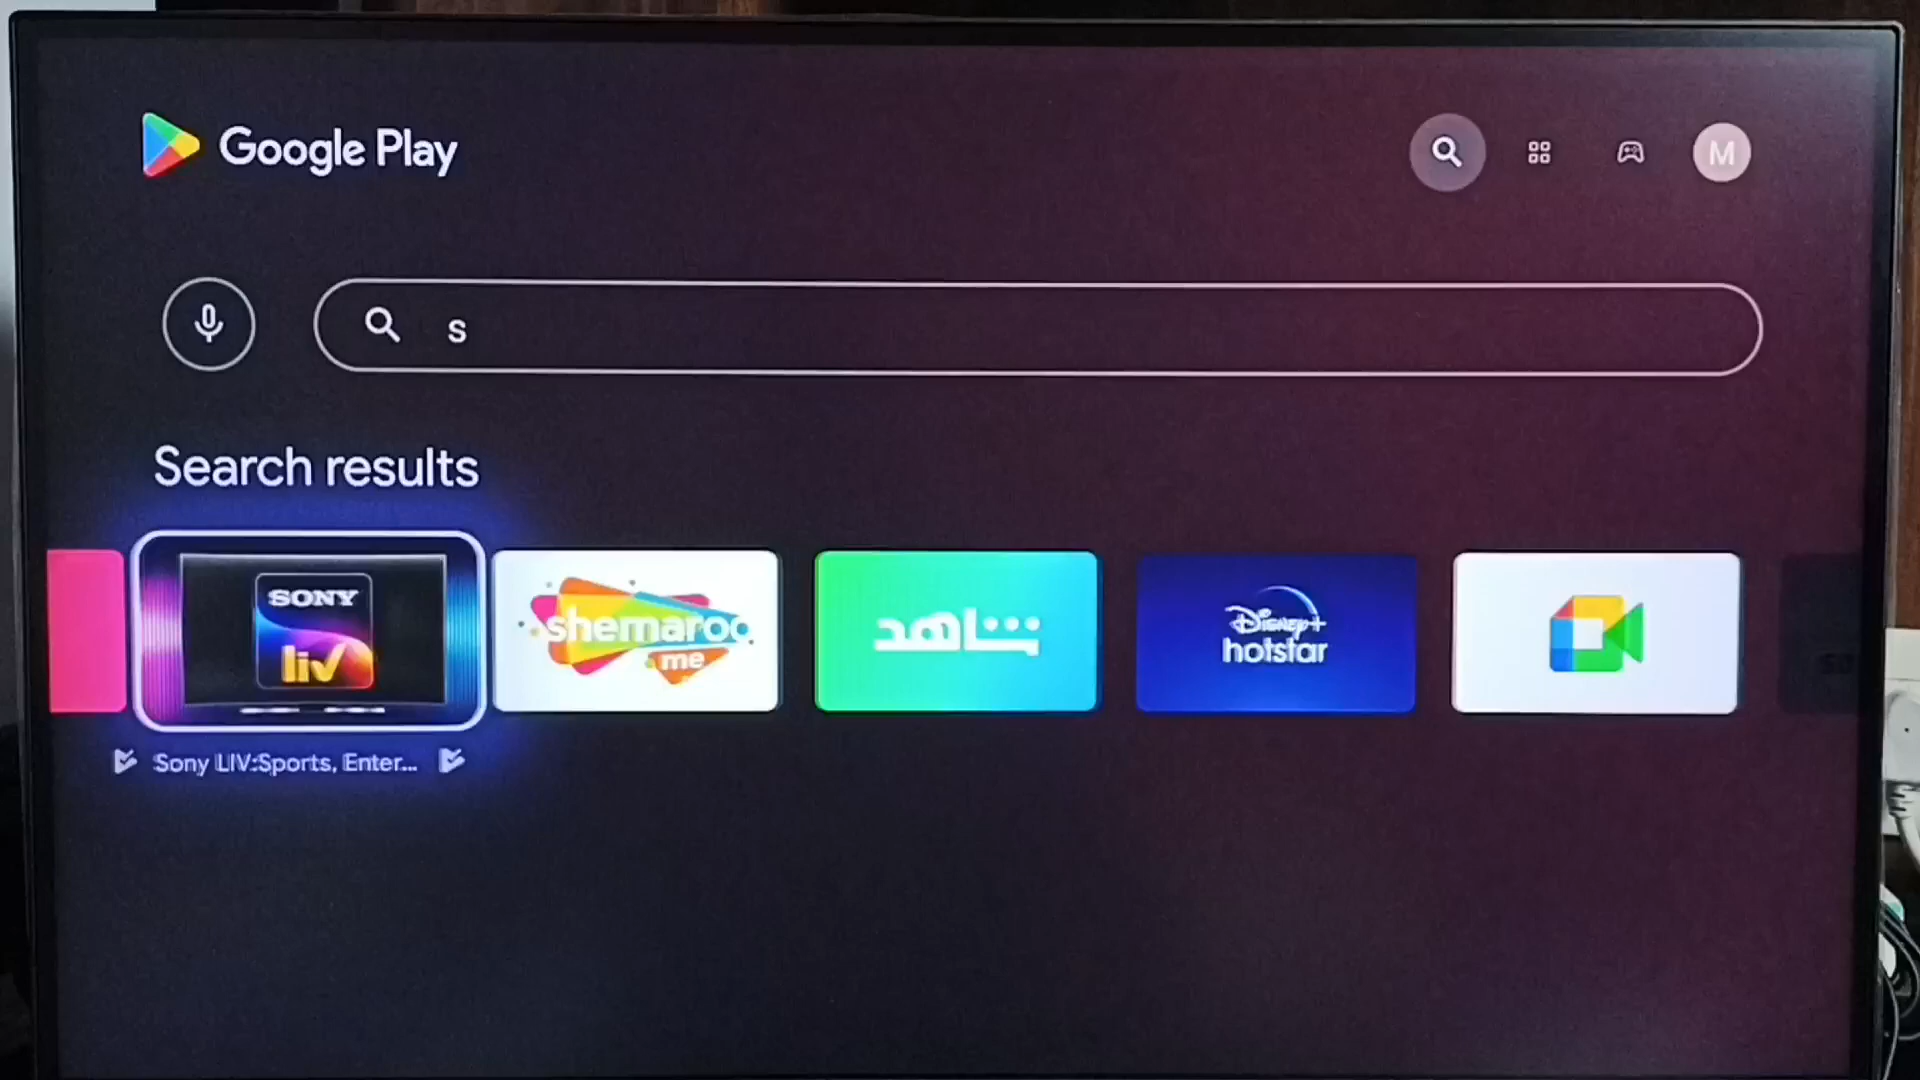 Google Play
M
s
Search results
SONY
liv
shemaroo
me
شاهد
Disney+
hotstar
Sony LIV:Sports, Enter...